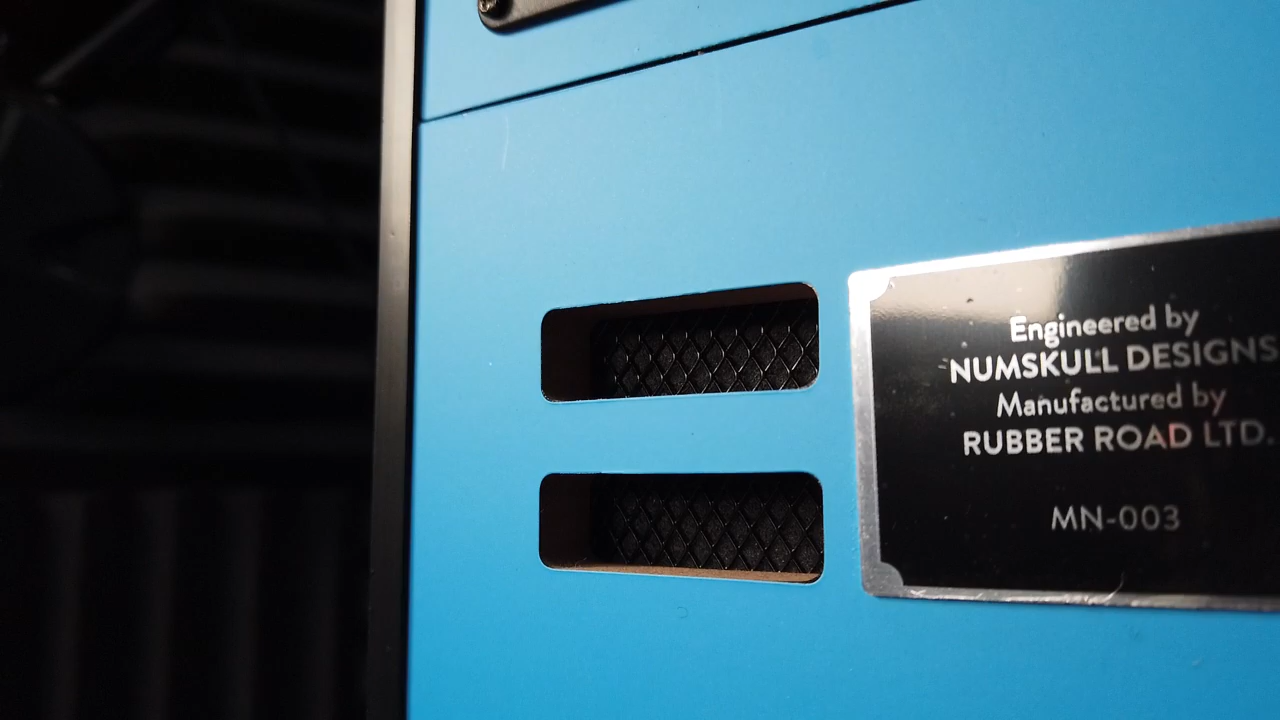 Engineered by
NUMSKULL DESIGNS
Manufactured by
RUBBER ROAD LTD.
MN-003